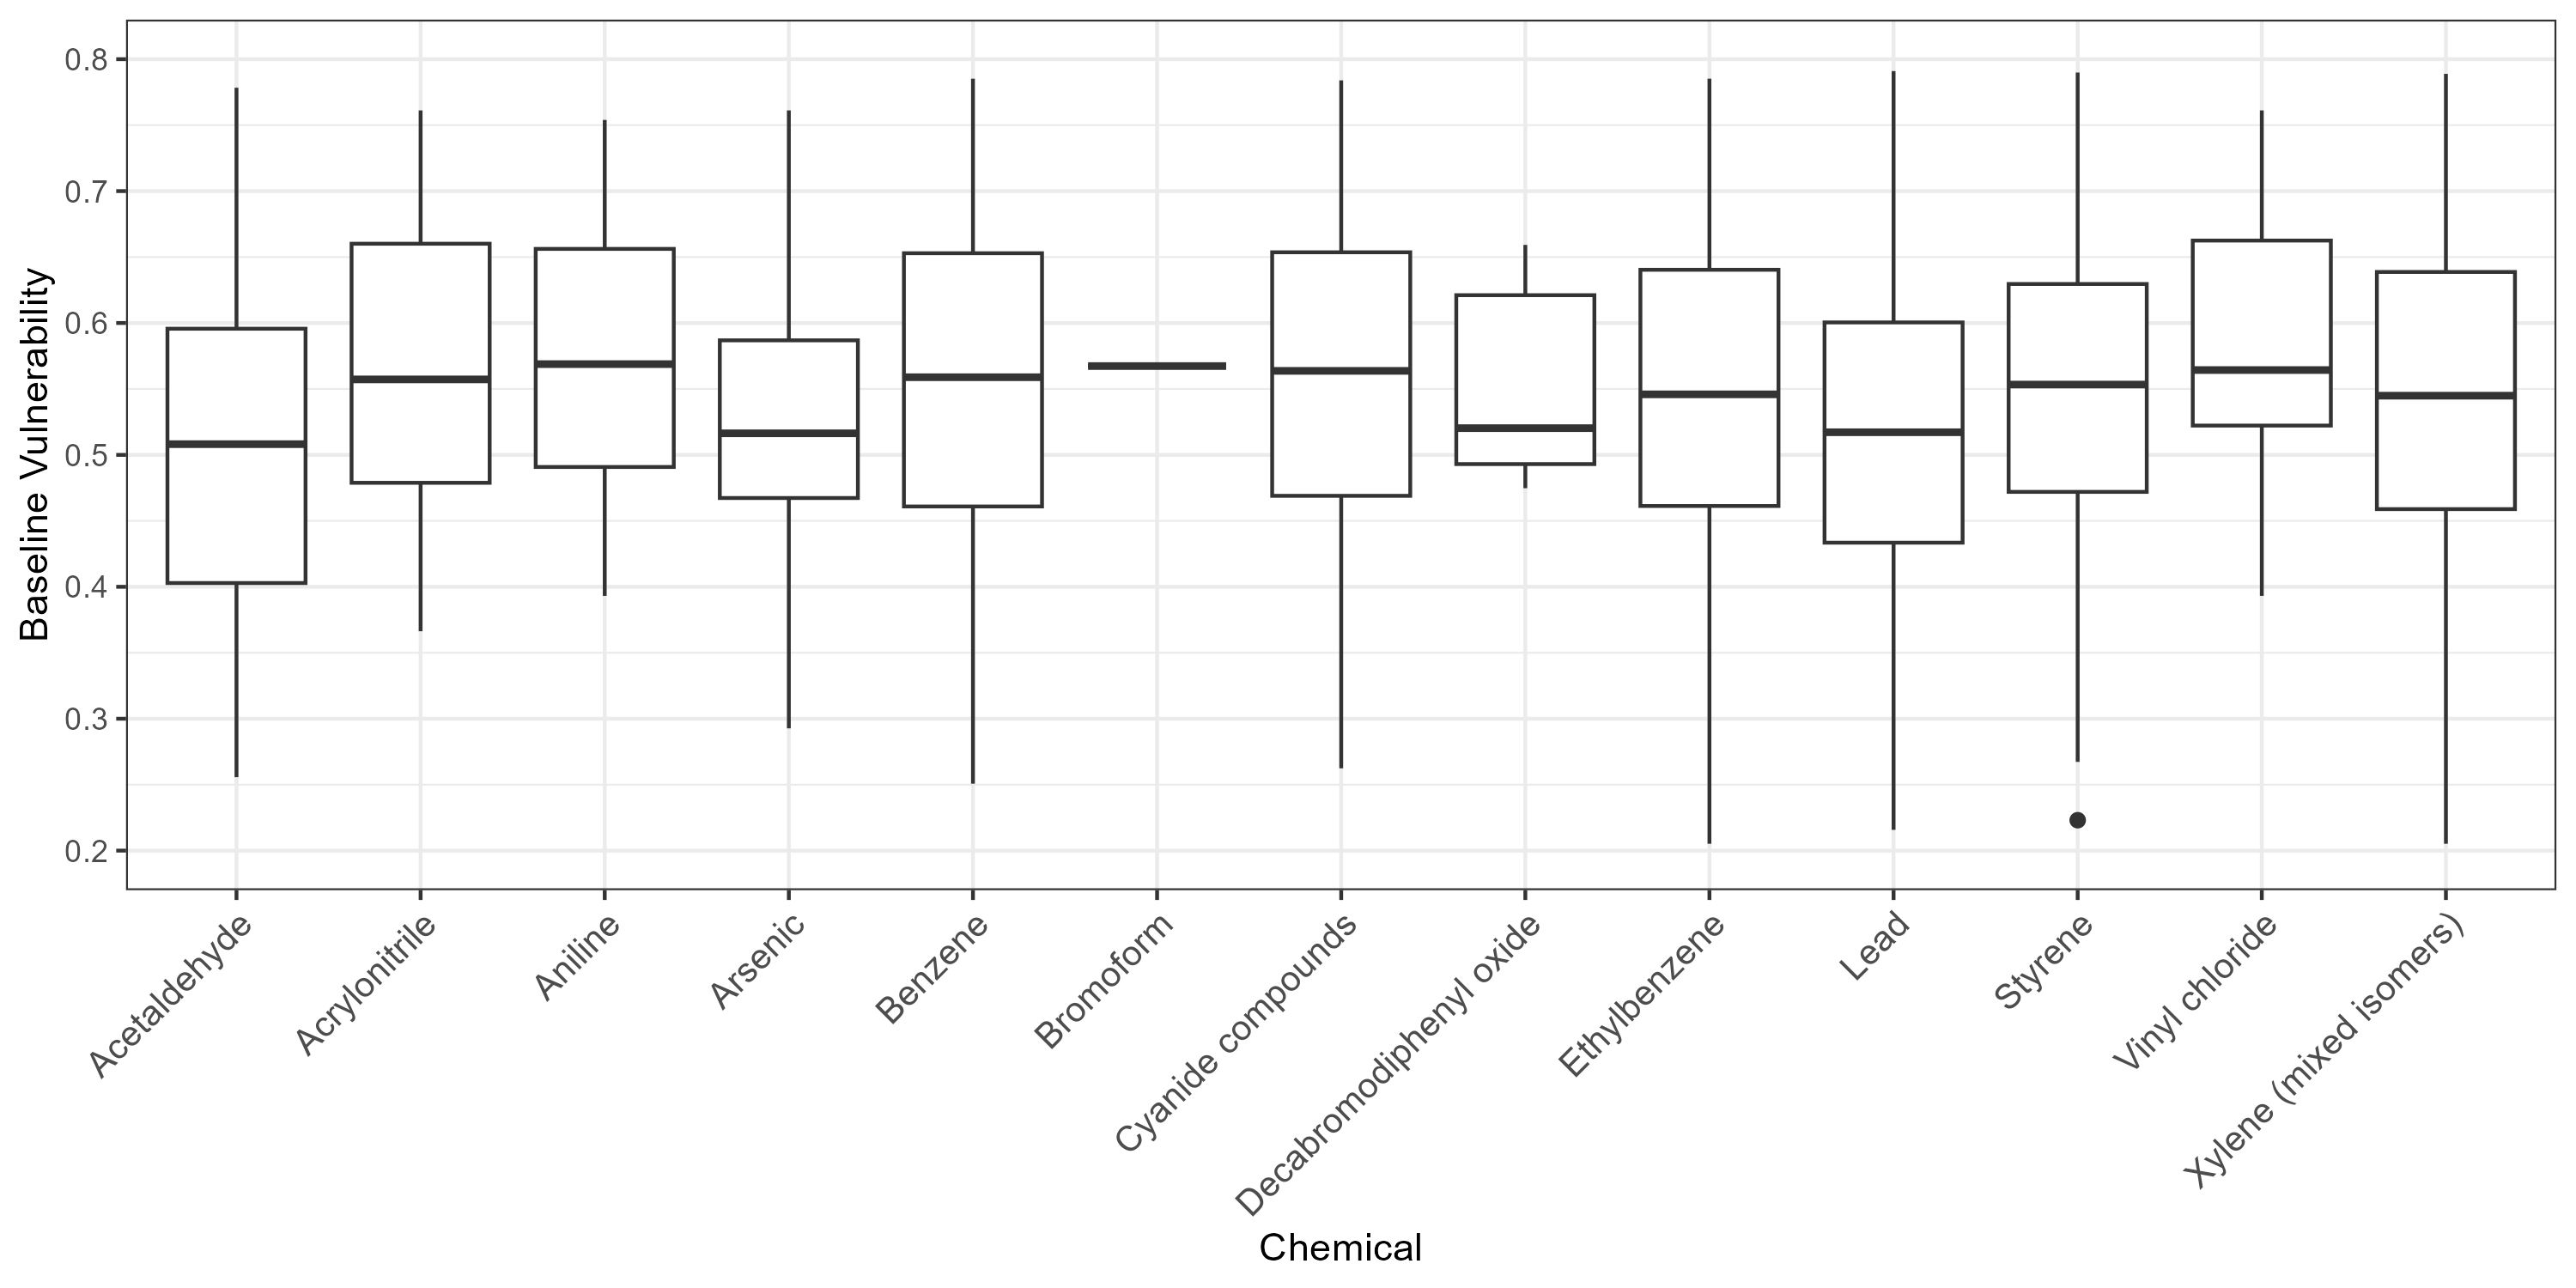 Baseline Vulnerability
0.8
0.7
0.6
0.5
0.4
0.3
0.2
Acetaldehyde
Acrylonitrile
Aniline
Arsenic
Benzene
Bromoform
Cyanide compounds
Decabromodiphenyl oxide
Ethylbenzene
Lead
Styrene
Vinyl chloride
Xylene (mixed isomers)
Chemical